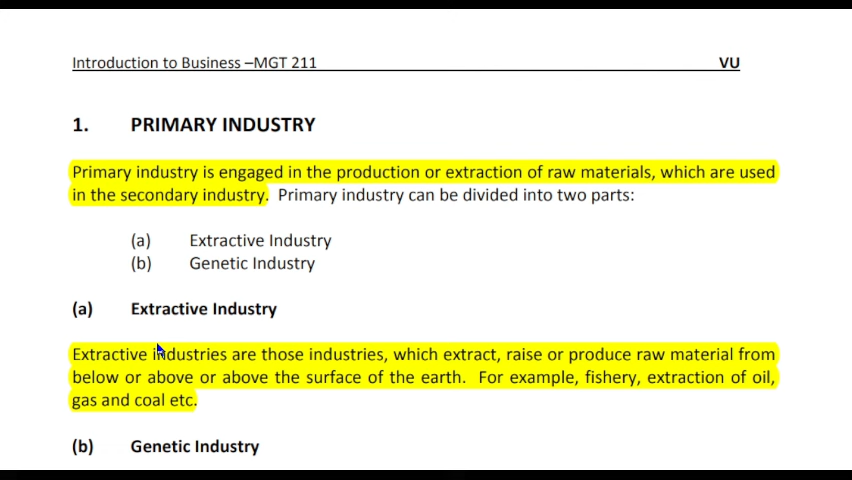 Introduction to Business –MGT 211 VU
1. PRIMARY INDUSTRY
Primary industry is engaged in the production or extraction of raw materials, which are used
in the secondary industry. Primary industry can be divided into two parts:
(a) Extractive Industry
(b) Genetic Industry
(a) Extractive Industry
Extractive industries are those industries, which extract, raise or produce raw material from
below or above or above the surface of the earth. For example, fishery, extraction of oil,
gas and coal etc.
(b) Genetic Industry